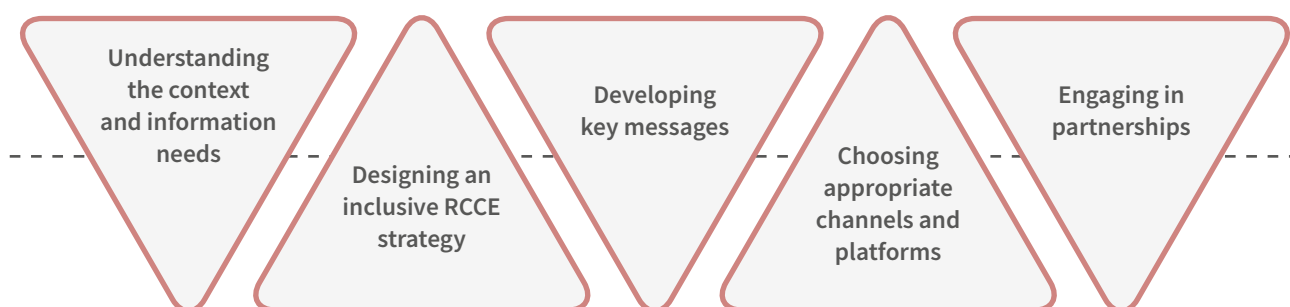 Understanding
the context
and information
needs
Designing an
inclusive RCCE
strategy
Developing
key messages
Choosing
appropriate
channels and
platforms
Engaging in
partnerships